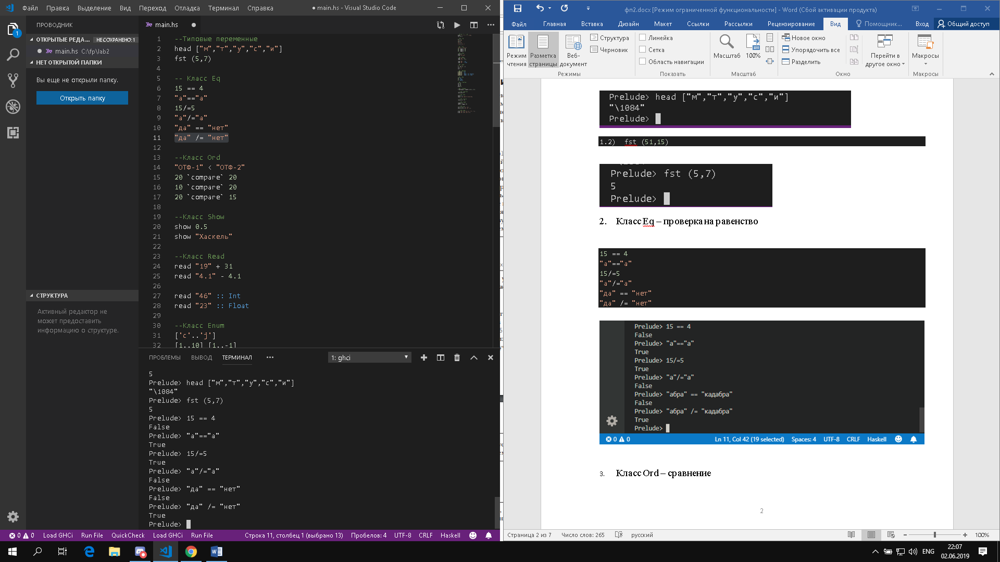 Файл Правка Выделение Вид Переход Отладка Терминал Справка
● main.hs - Visual Studio Code
ПРОВОДНИК
ОТКРЫТЫЕ РЕДА... НЕ СОХРАНЕНО: 1
main.hs C:\fp\lab2
НЕТ ОТКРЫТОЙ ПАПКИ
Вы еще не открыли папку.
Открыть папку
СТРУКТУРА
Активный редактор не
может предоставить
информацию о структуре.
1
main.hs
1 --Типовые переменные
2 head ["м","т","у","с","и"]
3 fst (5,7)
4
5 -- Класс Eq
6 15 == 4
7 "a"=="a"
8 15/=5
9 "a"/="a"
10 "да" == "нет"
11 "да" /= "нет"
12
13 --Класс Ord
14 "ОТФ-1" < "ОТФ-2"
15 20 `compare` 20
16 10 `compare` 20
17 20 `compare` 15
18
19 --Класс Show
20 show 0.5
21 show "Хаскель"
22
23 --Класс Read
24 read "19" + 31
25 read "4.1" - 4.1
26
27 read "46" :: Int
28 read "23" :: Float
29
30 --Класс Enum
31 ['c'..'j']
32 [1..10] [1..-1]
ПРОБЛЕМЫ ВЫВОД ТЕРМИНАЛ ••• 1: ghci
5
Prelude> head ["м","т","у","с","и"]
"\1084"
Prelude> fst (5,7)
5
Prelude> 15 == 4
False
Prelude> "a"=="a"
True
Prelude> 15/=5
True
Prelude> "a"/="a"
False
Prelude> "да" == "нет"
False
Prelude> "да" /= "нет"
True
Prelude>
0 0 Load GHCi Run File QuickCheck Load GHCi Run File Строка 11, столбец 1 (выбрано 13) Пробелов: 4 UTF-8 CRLF Haskell
фп2.docx [Режим ограниченной функциональности] - Word (Сбой активации продукта)
Файл Главная Вставка Дизайн Макет Ссылки Рассылки Рецензирование Вид Помощник... Вход Общий доступ
Режим чтения
Разметка страницы
Веб-документ
Структура
Черновик
Режимы
Линейка
Сетка
Область навигации
Показать
Масштаб
100
100%
Масштаб
Новое окно
Упорядочить все
Разделить
Перейти в
другое окно
Окно
Макросы
Макросы
Prelude> head ["м","т","у","с","и"]
"\1084"
Prelude>
1.2) fst (51,15)
Prelude> fst (5,7)
5
Prelude>
2. Класс Eq – проверка на равенство
15 == 4
"a"=="a"
15/=5
"a"/="a"
"да" == "нет"
"да" /= "нет"
Prelude> 15 == 4
False
Prelude> "a"=="a"
True
Prelude> 15/=5
True
Prelude> "a"/="a"
False
Prelude> "абра" == "кадабра"
False
Prelude> "абра" /= "кадабра"
True
Prelude>
0 0 Ln 11, Col 42 (19 selected) Spaces: 4 UTF-8 CRLF Haskell
3. Класс Ord – сравнение
2
Страница 2 из 7 Число слов: 265 русский 100%
ENG
22:07
02.06.2019